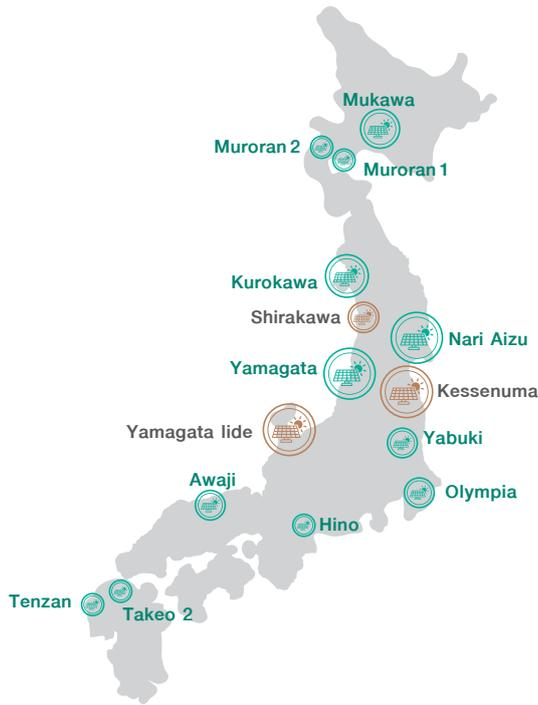 Mukawa
Muroran 2
Muroran 1
Kurokawa
Shirakawa
Nari Aizu
Yamagata
Kessenuma
Yamagata Iide
Yabuki
Awaji
Olympia
Hino
Tenzan
Takeo 2